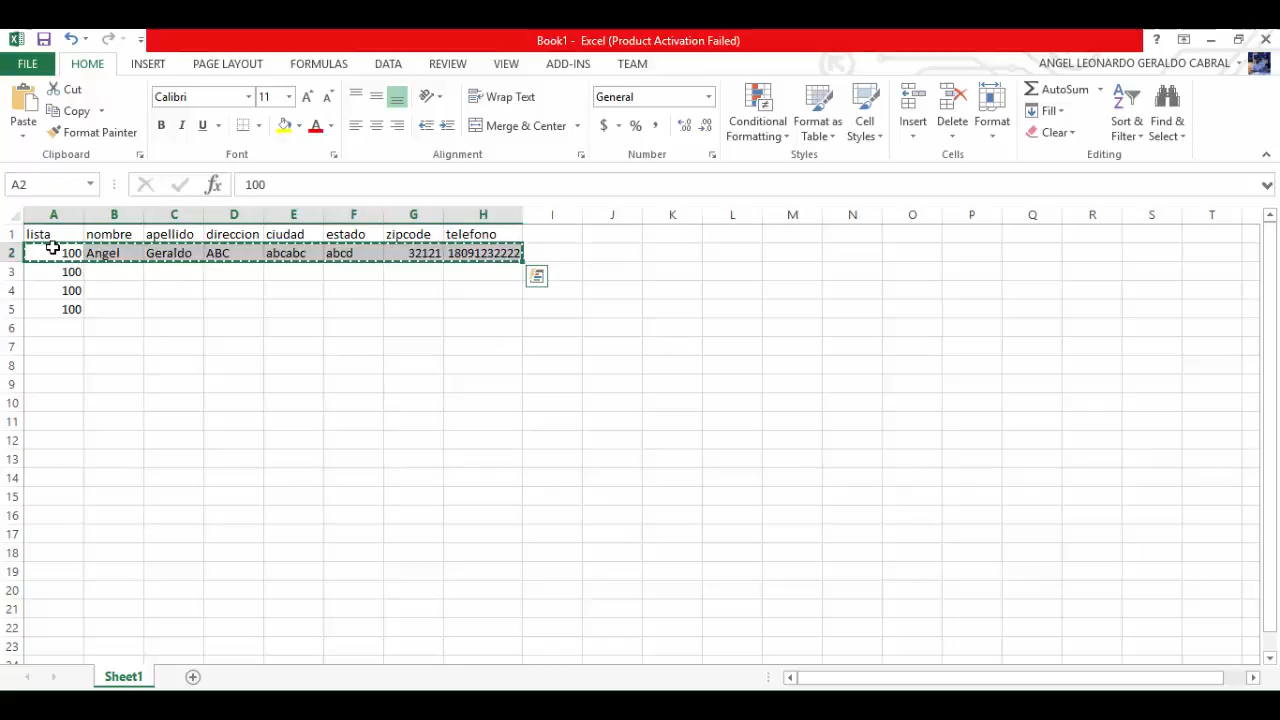 Book1 - Excel (Product Activation Failed)
?
FILE HOME INSERT PAGE LAYOUT FORMULAS DATA REVIEW VIEW ADD-INS TEAM ANGEL LEONARDO GERALDO CABRAL
Paste
Cut
Copy
Format Painter
Clipboard
Calibri 11
B I U A
Font
Wrap Text
Merge & Center
Alignment
General
$ % ,
Number
Conditional Formatting
Format as Table
Cell Styles
Styles
Insert
Delete
Format
Cells
AutoSum
Fill
Clear
Sort & Filter
Find & Select
Editing
A2 fx 100
A B C D E F G H I J K L M N O P Q R S T
1 lista nombre apellido direccion ciudad estado zipcode telefono
2 100 Angel Geraldo ABC abcabc abcd 32121 18091232222
3 100
4 100
5 100
6
7
8
9
10
11
12
13
14
15
16
17
18
19
20
21
22
23
Sheet1